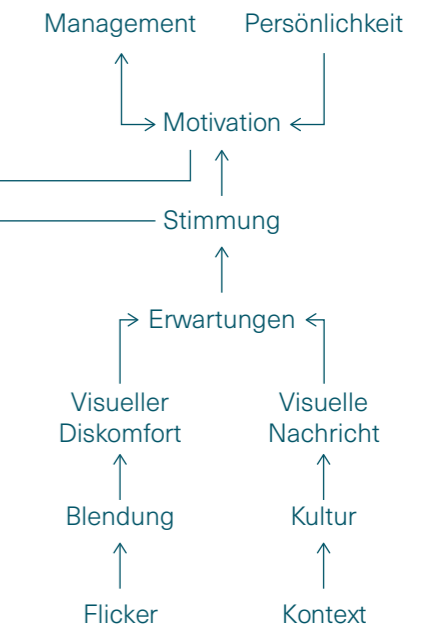 Management Persönlichkeit
Motivation
Stimmung
Erwartungen
Visueller Visuelle
Diskomfort Nachricht
Blendung Kultur
Flicker Kontext